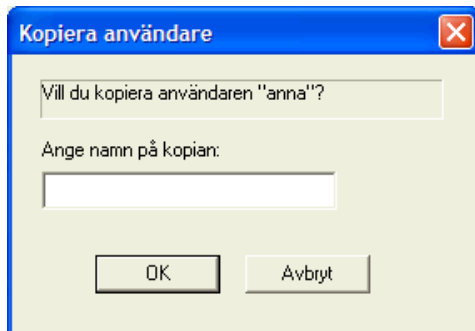 Kopiera användare
Vill du kopiera användaren "anna"?
Ange namn på kopian:
OK
Avbryt